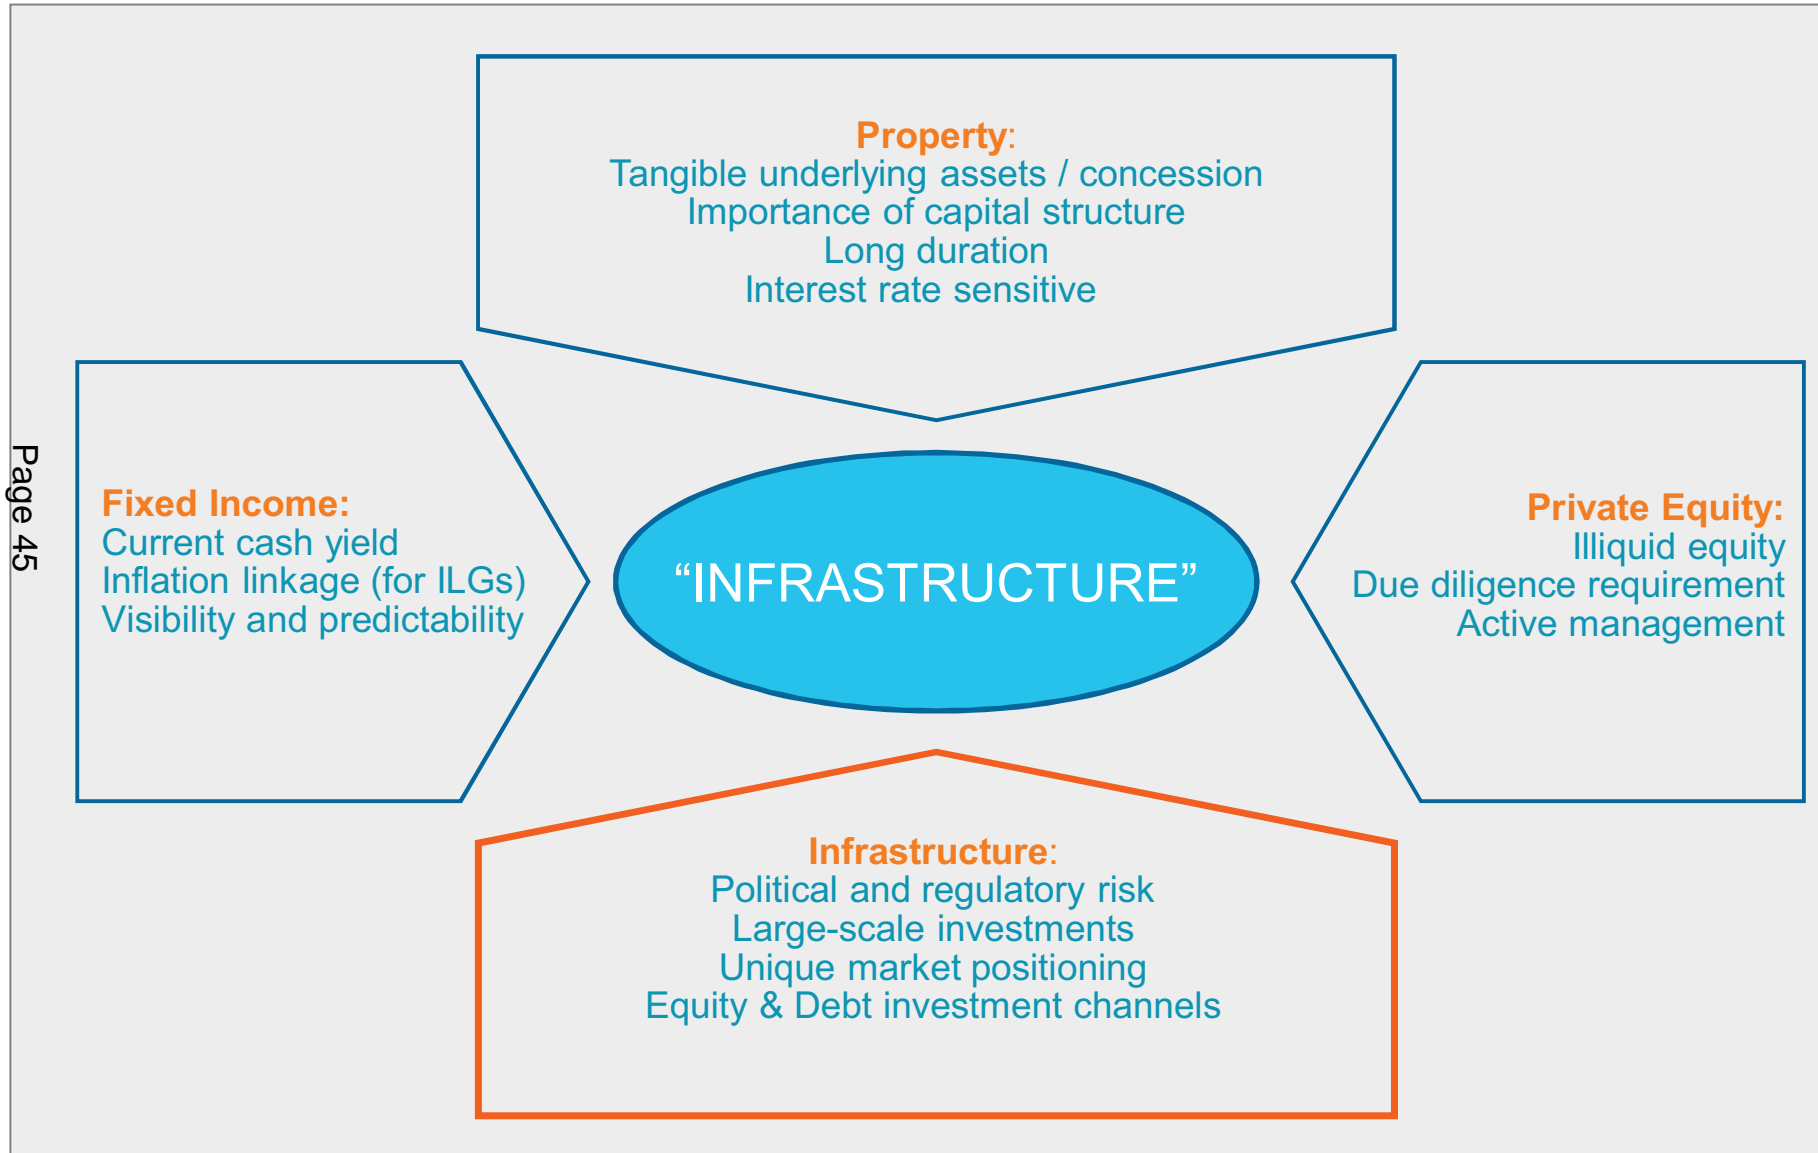 Property:
Tangible underlying assets / concession
Importance of capital structure
Long duration
Interest rate sensitive
Page 45
Fixed Income:
Current cash yield
Inflation linkage (for ILGs)
Visibility and predictability
“INFRASTRUCTURE”
Private Equity:
Illiquid equity
Due diligence requirement
Active management
Infrastructure:
Political and regulatory risk
Large-scale investments
Unique market positioning
Equity & Debt investment channels